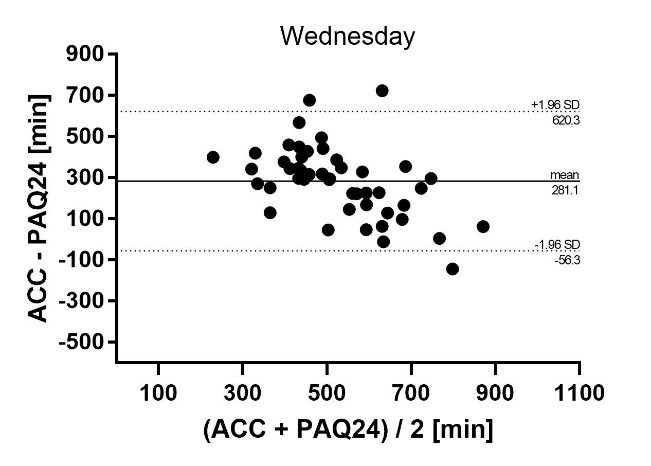 Wednesday
900
700
500
300
100
-100
-300
-500
ACC - PAQ24 [min]
+1.96 SD
620.3
mean
281.1
-1.96 SD
-56.3
100 300 500 700 900 1100
(ACC + PAQ24) / 2 [min]